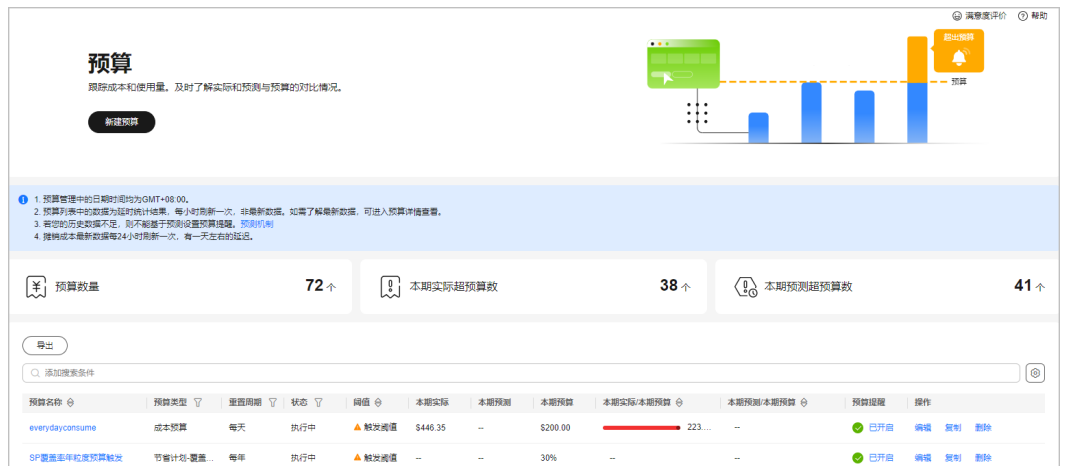 满意度评价 帮助
预算
跟踪成本和使用量。及时了解实际和预测与预算的对比情况。
新建预算
超出预算
预算
1. 预算管理中的日期时间均为GMT+08:00。
2. 预算列表中的数据为延时统计结果，每小时刷新一次，非最新数据。如需了解最新数据，可进入预算详情查看。
3. 若您的历史数据不足，则不能基于预测设置预算提醒。预测机制
4. 摊销成本最新数据每24小时刷新一次，有一天左右的延迟。
预算数量 72 个 本期实际超预算数 38 个 本期预测超预算数 41 个
导出
添加搜索条件
预算名称 预算类型 重置周期 状态 阈值 本期实际 本期预测 本期预算 本期实际/本期预算 本期预测/本期预算 预算提醒 操作
everydayconsume 成本预算 每天 执行中 触发阈值 $446.35 -- $200.00 223.... -- 已开启 编辑 复制 删除
SP覆盖率年粒度预算触发 节省计划-覆盖... 每年 执行中 触发阈值 -- -- 30% -- -- 已开启 编辑 复制 删除